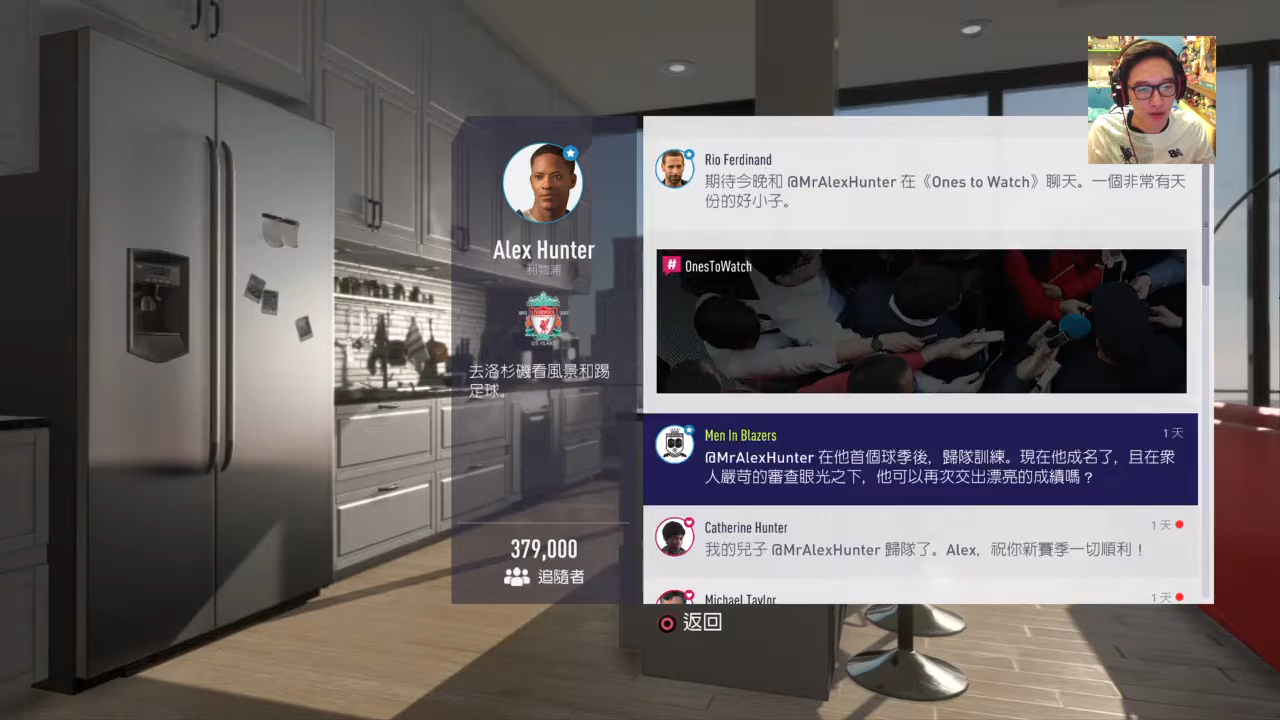 Alex Hunter
利物浦
LIVERPOOL
去洛杉磯看風景和踢
足球。
379,000
追隨者
Rio Ferdinand
期待今晚和 @MrAlexHunter 在《Ones to Watch》聊天。一個非常有天
份的好小子。
# OnesToWatch
Men In Blazers
1 天
@MrAlexHunter 在他首個球季後，歸隊訓練。現在他成名了，且在衆
人嚴苛的審查眼光之下，他可以再次交出漂亮的成績嗎？
Catherine Hunter
1 天
我的兒子 @MrAlexHunter 歸隊了。Alex，祝你新賽季一切順利！
Michael Taylor
1 天
返回